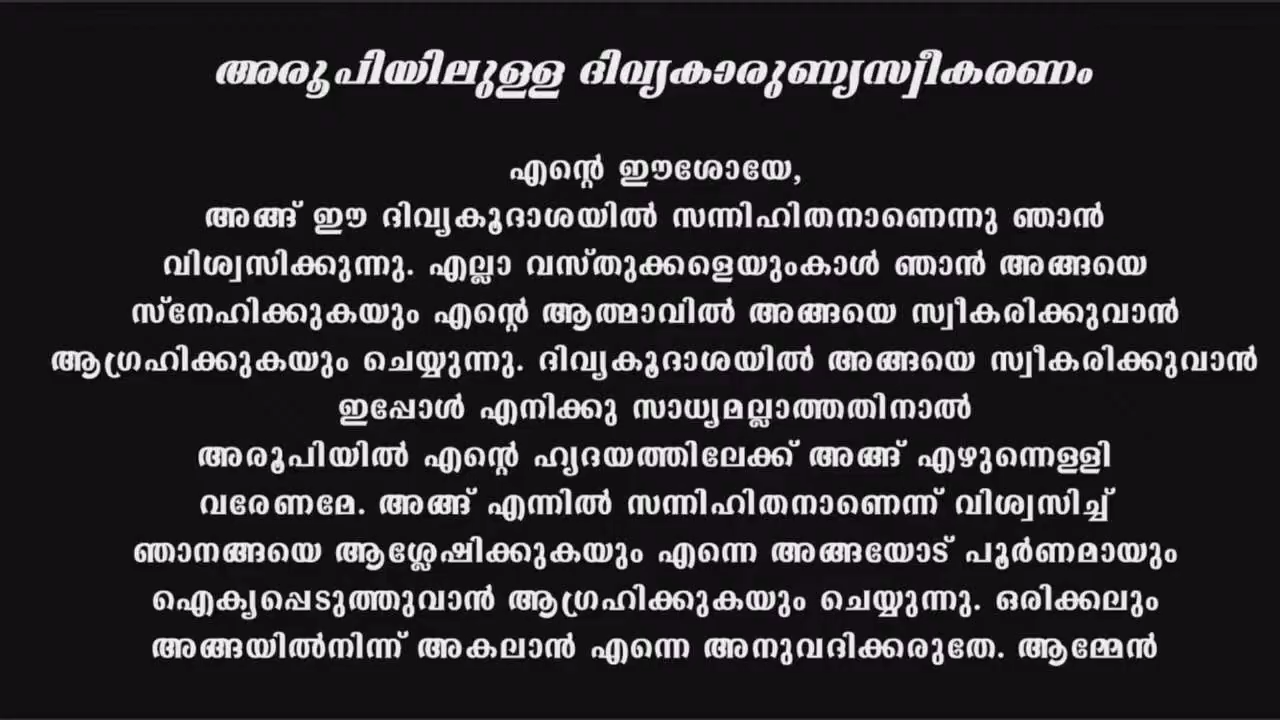 അരൂപിയിലുള്ള ദിവ്യകാരുണ്യസ്വീകരണം
എന്റെ ഈശോയേ,
അങ്ങ് ഈ ദിവ്യകൂദാശയിൽ സന്നിഹിതനാണെന്നു ഞാൻ
വിശ്വസിക്കുന്നു. എല്ലാ വസ്തുക്കളെയുംകാൾ ഞാൻ അങ്ങയെ
സ്നേഹിക്കുകയും എന്റെ ആത്മാവിൽ അങ്ങയെ സ്വീകരിക്കുവാൻ
ആഗ്രഹിക്കുകയും ചെയ്യുന്നു. ദിവ്യകൂദാശയിൽ അങ്ങയെ സ്വീകരിക്കുവാൻ
ഇപ്പോൾ എനിക്കു സാധ്യമല്ലാത്തതിനാൽ
അരൂപിയിൽ എന്റെ ഹൃദയത്തിലേക്ക് അങ്ങ് എഴുന്നെള്ളി
വരേണമേ. അങ്ങ് എന്നിൽ സന്നിഹിതനാണെന്ന് വിശ്വസിച്ച്
ഞാനങ്ങയെ ആശ്ലേഷിക്കുകയും എന്നെ അങ്ങയോട് പൂർണമായും
ഐക്യപ്പെടുത്തുവാൻ ആഗ്രഹിക്കുകയും ചെയ്യുന്നു. ഒരിക്കലും
അങ്ങയിൽനിന്ന് അകലാൻ എന്നെ അനുവദിക്കരുതേ. ആമ്മേൻ